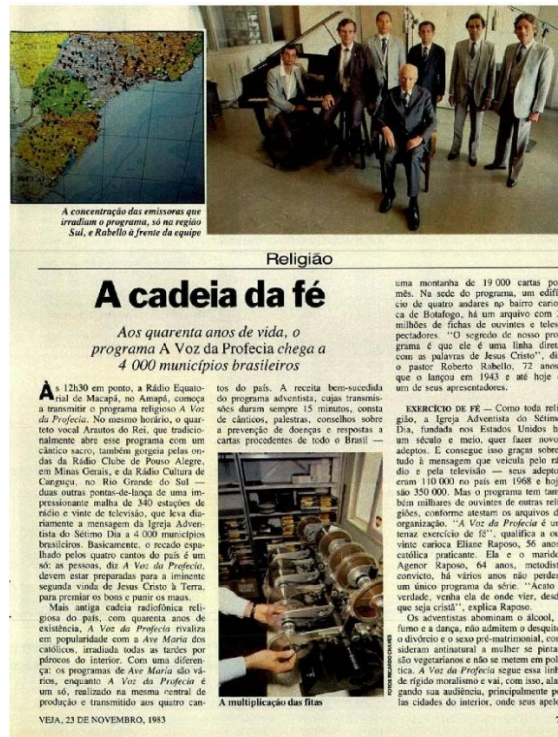 A concentração das emissoras que
irradiam o programa, só na região
Sul, e Rabello à frente da equipe
Religião
A cadeia da fé
Aos quarenta anos de vida, o
programa A Voz da Profecia chega a
4 000 municípios brasileiros
Às 12h30 em ponto, a Rádio Equato-
rial de Macapá, no Amapá, começa
a transmitir o programa religioso A Voz
da Profecia. No mesmo horário, o quar-
teto vocal Arautos do Rei, que tradicio-
nalmente abre esse programa com um
cântico sacro, também gorjeia pelas on-
das da Rádio Clube de Pouso Alegre,
em Minas Gerais, e da Rádio Cultura de
Canguçu, no Rio Grande do Sul —
duas outras pontas-de-lança de uma im-
pressionante malha de 340 estações de
rádio e vinte de televisão, que leva dia-
riamente a mensagem da Igreja Adven-
tista do Sétimo Dia a 4 000 municípios
brasileiros. Basicamente, o recado espa-
lhado pelos quatro cantos do país é um
só: as pessoas, diz A Voz da Profecia,
devem estar preparadas para a iminente
segunda vinda de Jesus Cristo à Terra,
para premiar os bons e punir os maus.
Mais antiga cadeia radiofônica reli-
giosa do país, com quarenta anos de
existência, A Voz da Profecia rivaliza
em popularidade com a Ave Maria dos
católicos, irradiada todas as tardes por
párocos do interior. Com uma diferen-
ça: os programas de Ave Maria são vá-
rios, enquanto A Voz da Profecia é
um só, realizado na mesma central de
produção e transmitido aos quatro can-
tos do país. A receita bem-sucedida
do programa adventista, cujas transmis-
sões duram sempre 15 minutos, consta
de cânticos, palestras, conselhos sobre
a prevenção de doenças e respostas a
cartas procedentes de todo o Brasil —
A multiplicação das fitas
FOTOS RICARDO CHAVES
uma montanha de 19 000 cartas po
mês. Na sede do programa, um edifí
cio de quatro andares no bairro cario
ca de Botafogo, há um arquivo com
milhões de fichas de ouvintes e teles
pectadores. "O segredo de nosso pro
grama é que ele é uma linha diret
com as palavras de Jesus Cristo", di
o pastor Roberto Rabello, 72 anos
que o lançou em 1943 e até hoje
um de seus apresentadores.
EXERCÍCIO DE FÉ — Como toda reli
gião, a Igreja Adventista do Sétim
Dia, fundada nos Estados Unidos h
um século e meio, quer fazer novo
adeptos. E consegue isso graças sobre
tudo à mensagem que veicula pelo rá
dio e pela televisão — seus adepto
eram 110 000 no país em 1968 e hoj
são 350 000. Mas o programa tem tam
bém milhares de ouvintes de outras reli
giões, conforme atestam os arquivos d
organização. "A Voz da Profecia é u
tenaz exercício de fé", qualifica a ou
vinte carioca Eliane Raposo, 56 anos
católica praticante. Ela e o marido
Agenor Raposo, 64 anos, metodist
convicto, há vários anos não perden
um único programa da série. "Acato
verdade, venha ela de onde vier, desd
que seja cristã", explica Raposo.
Os adventistas abominam o álcool,
fumo e a dança, não admitem o desquite
o divórcio e o sexo pré-matrimonial, con
sideram antinatural a mulher se pinta
são vegetarianos e não se metem em polí
tica. A Voz da Profecia segue essa linh
de rígido moralismo e vai, com isso, ala
gando sua audiência, principalmente pe
las cidades do interior, onde seus apelo
VEJA, 23 DE NOVEMBRO, 1983